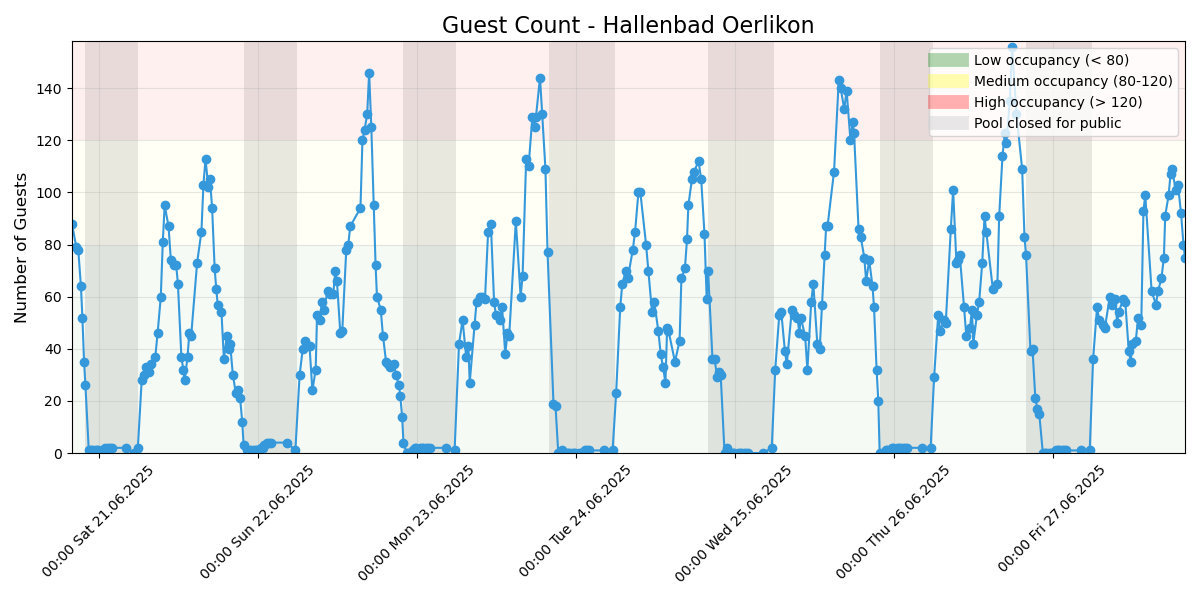 Guest Count - Hallenbad Oerlikon
Number of Guests
140
120
100
80
60
40
20
0
Low occupancy (< 80)
Medium occupancy (80-120)
High occupancy (> 120)
Pool closed for public
00:00 Sat 21.06.2025
00:00 Sun 22.06.2025
00:00 Mon 23.06.2025
00:00 Tue 24.06.2025
00:00 Wed 25.06.2025
00:00 Thu 26.06.2025
00:00 Fri 27.06.2025